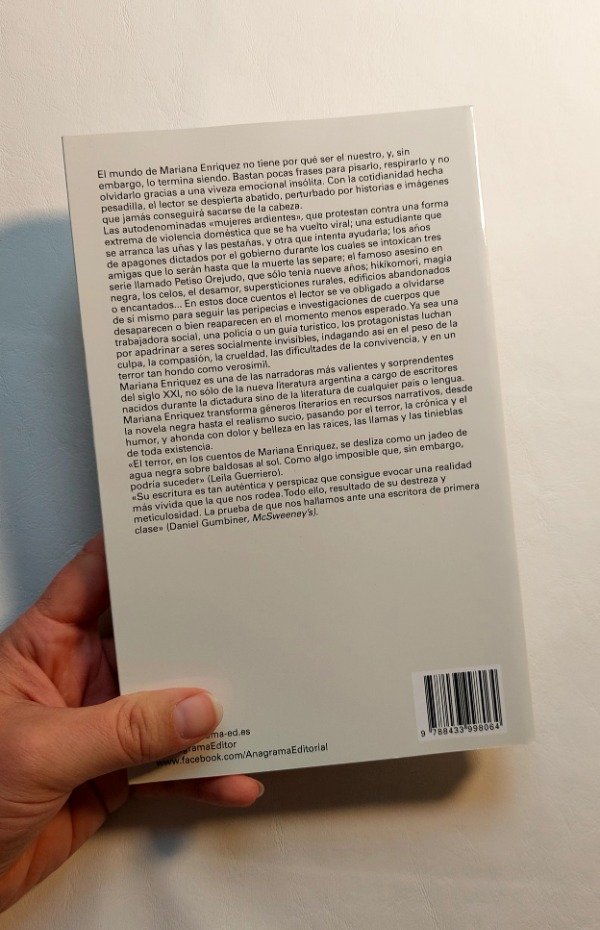 El mundo de Mariana Enriquez no tiene por qué ser el nuestro, y, sin
embargo, lo termina siendo. Bastan pocas frases para pisarlo, respirarlo y no
olvidarlo gracias a una viveza emocional insólita. Con la cotidianidad hecha
pesadilla, el lector se despierta abatido, perturbado por historias e imágenes
que jamás conseguirá sacarse de la cabeza.
Las autodenominadas «mujeres ardientes», que protestan contra una forma
extrema de violencia doméstica que se ha vuelto viral; una estudiante que
se arranca las uñas y las pestañas, y otra que intenta ayudarla; los años
de apagones dictados por el gobierno durante los cuales se intoxican tres
amigas que lo serán hasta que la muerte las separe; el famoso asesino en
serie llamado Petiso Orejudo, que sólo tenía nueve años; hikikomori, magia
negra, los celos, el desamor, supersticiones rurales, edificios abandonados
o encantados... En estos doce cuentos el lector se ve obligado a olvidarse
de sí mismo para seguir las peripecias e investigaciones de cuerpos que
desaparecen o bien reaparecen en el momento menos esperado. Ya sea una
trabajadora social, una policía o un guía turístico, los protagonistas luchan
por apadrinar a seres socialmente invisibles, indagando así en el peso de la
culpa, la compasión, la crueldad, las dificultades de la convivencia, y en un
terror tan hondo como verosímil.
Mariana Enriquez es una de las narradoras más valientes y sorprendentes
del siglo XXI, no sólo de la nueva literatura argentina a cargo de escritores
nacidos durante la dictadura sino de la literatura de cualquier país o lengua.
Mariana Enriquez transforma géneros literarios en recursos narrativos, desde
la novela negra hasta el realismo sucio, pasando por el terror, la crónica y el
humor, y ahonda con dolor y belleza en las raíces, las llamas y las tinieblas
de toda existencia.
«El terror, en los cuentos de Mariana Enriquez, se desliza como un jadeo de
agua negra sobre baldosas al sol. Como algo imposible que, sin embargo,
podría suceder» (Leila Guerriero).
«Su escritura es tan auténtica y perspicaz que consigue evocar una realidad
más vívida que la que nos rodea. Todo ello, resultado de su destreza y
meticulosidad. La prueba de que nos hallamos ante una escritora de primera
clase» (Daniel Gumbiner, McSweeney's).
ma-ed.es
gramaEditor
www.facebook.com/AnagramaEditorial
9 788433 998064